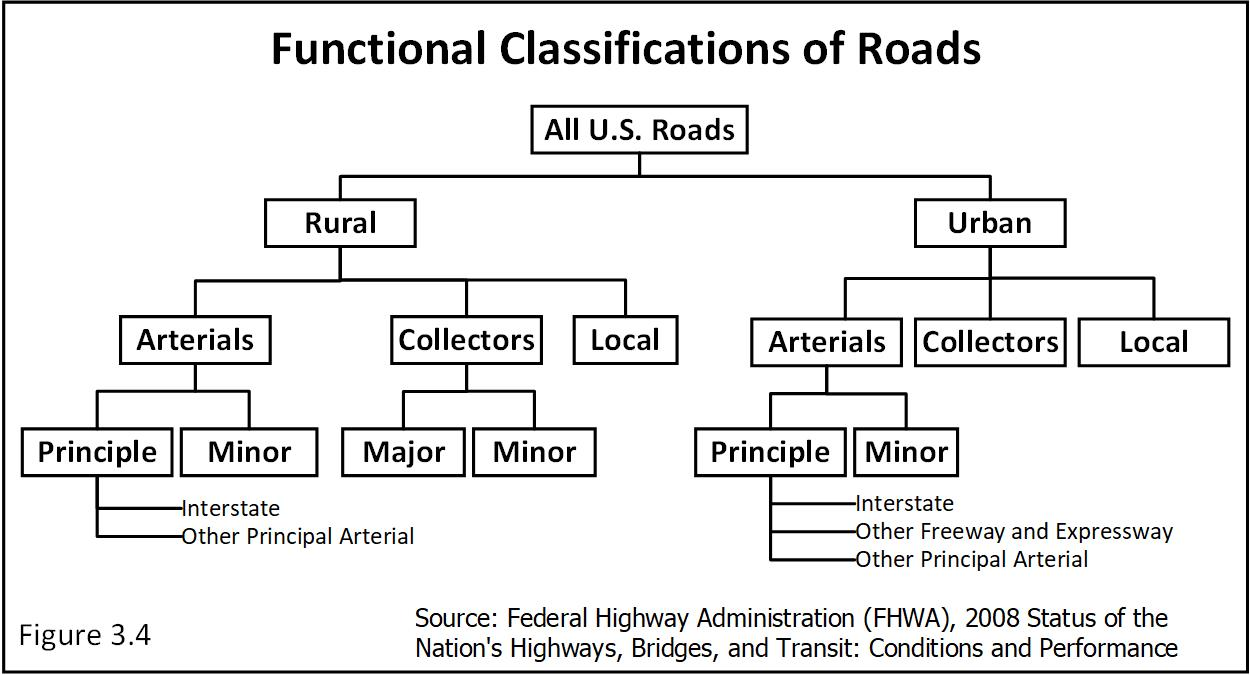 Functional Classifications of Roads
All U.S. Roads
Rural
Urban
Arterials
Collectors
Local
Arterials
Collectors
Local
Principle
Minor
Major
Minor
Principle
Minor
Interstate
Other Principal Arterial
Interstate
Other Freeway and Expressway
Other Principal Arterial
Figure 3.4
Source: Federal Highway Administration (FHWA), 2008 Status of the
Nation's Highways, Bridges, and Transit: Conditions and Performance